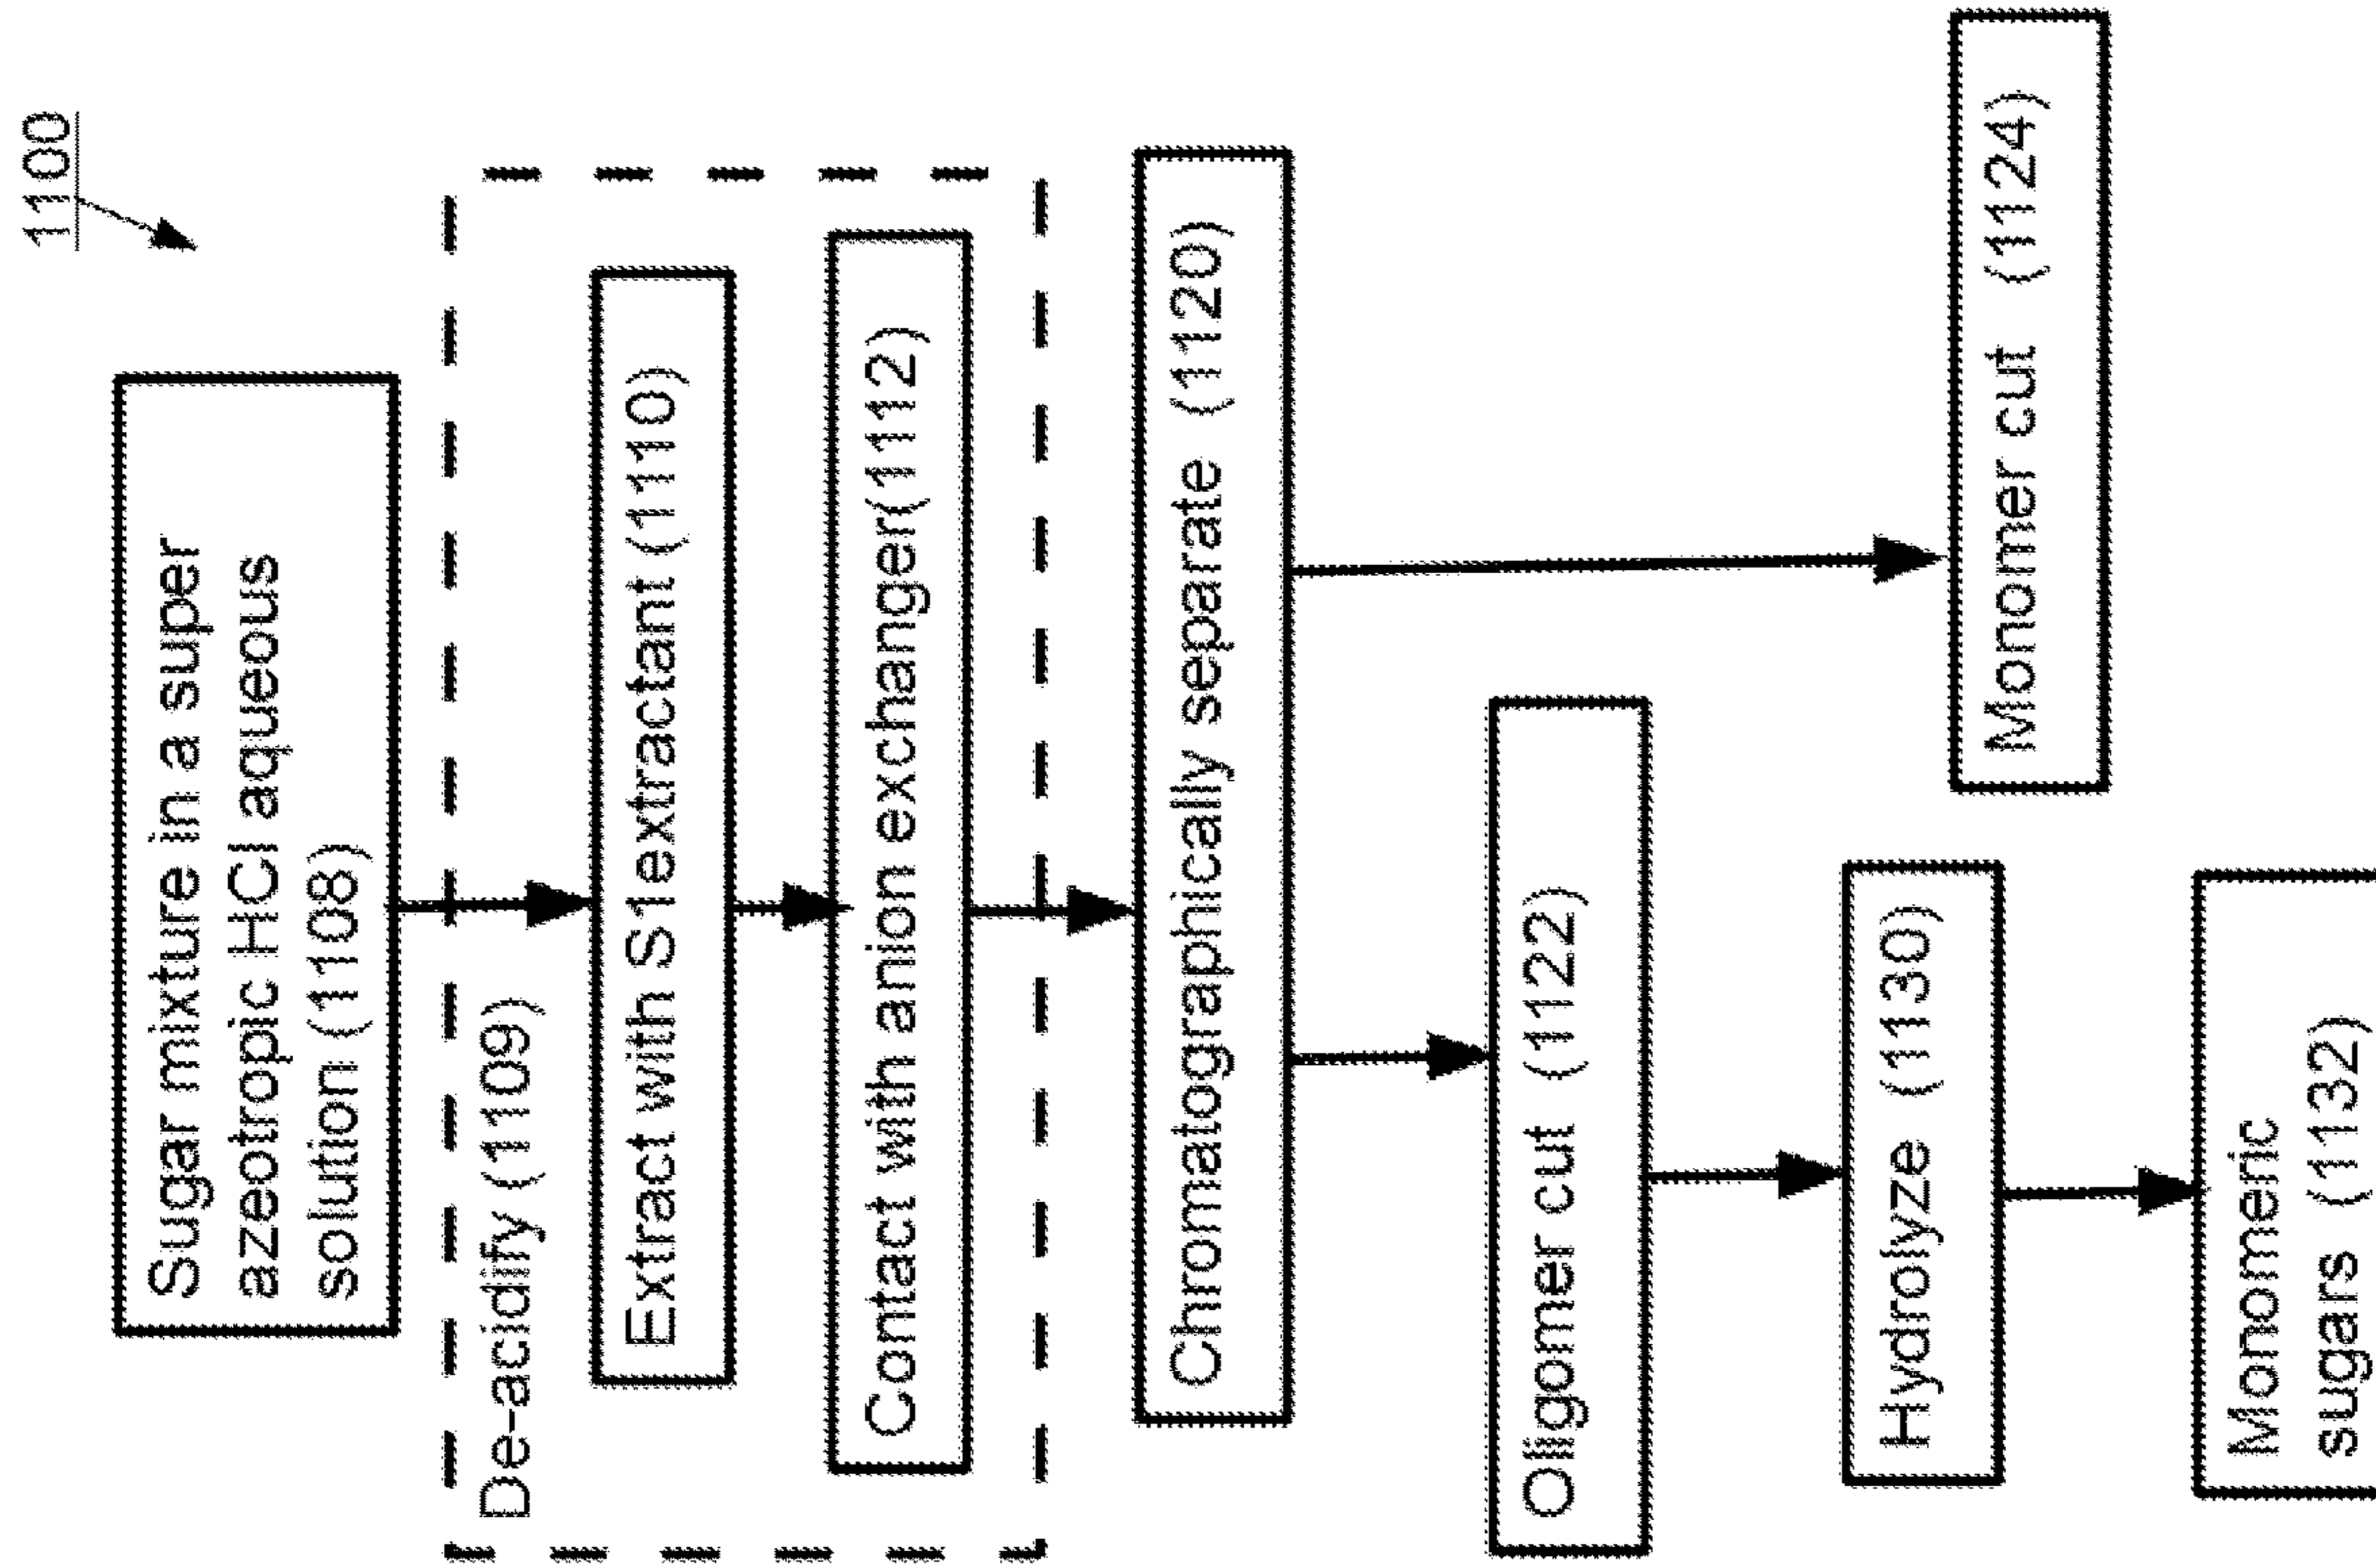 1100
Sugar mixture in a super
azeotropic HCl aqueous
solution (1108)
De-acidify (1109)
Extract with S1extractant (1110)
Contact with anion exchanger(1112)
Chromatographically separate (1120)
Oligomer cut (1122)
Monomer cut (1124)
Hydrolyze (1130)
Monomeric
sugars (1132)